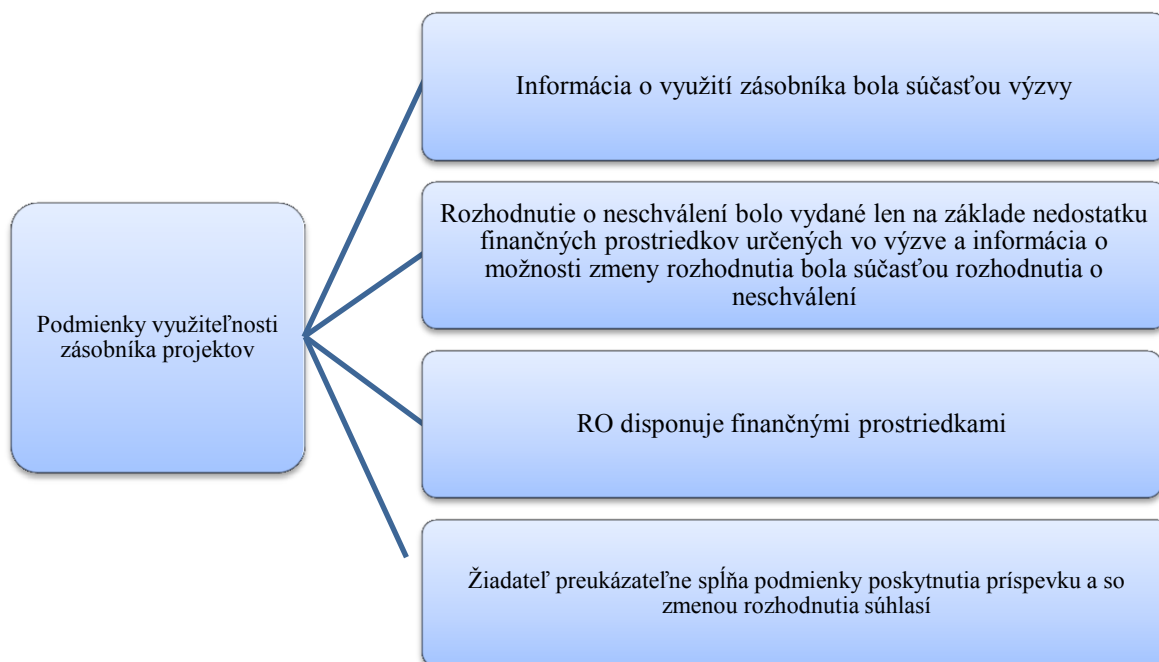 Informácia o využití zásobníka bola súčasťou výzvy
Rozhodnutie o neschválení bolo vydané len na základe nedostatku
finančných prostriedkov určených vo výzve a informácia o
možnosti zmeny rozhodnutia bola súčasťou rozhodnutia o
neschválení
Podmienky využiteľnosti
zásobníka projektov
RO disponuje finančnými prostriedkami
Žiadateľ preukázateľne spĺňa podmienky poskytnutia príspevku a so
zmenou rozhodnutia súhlasí